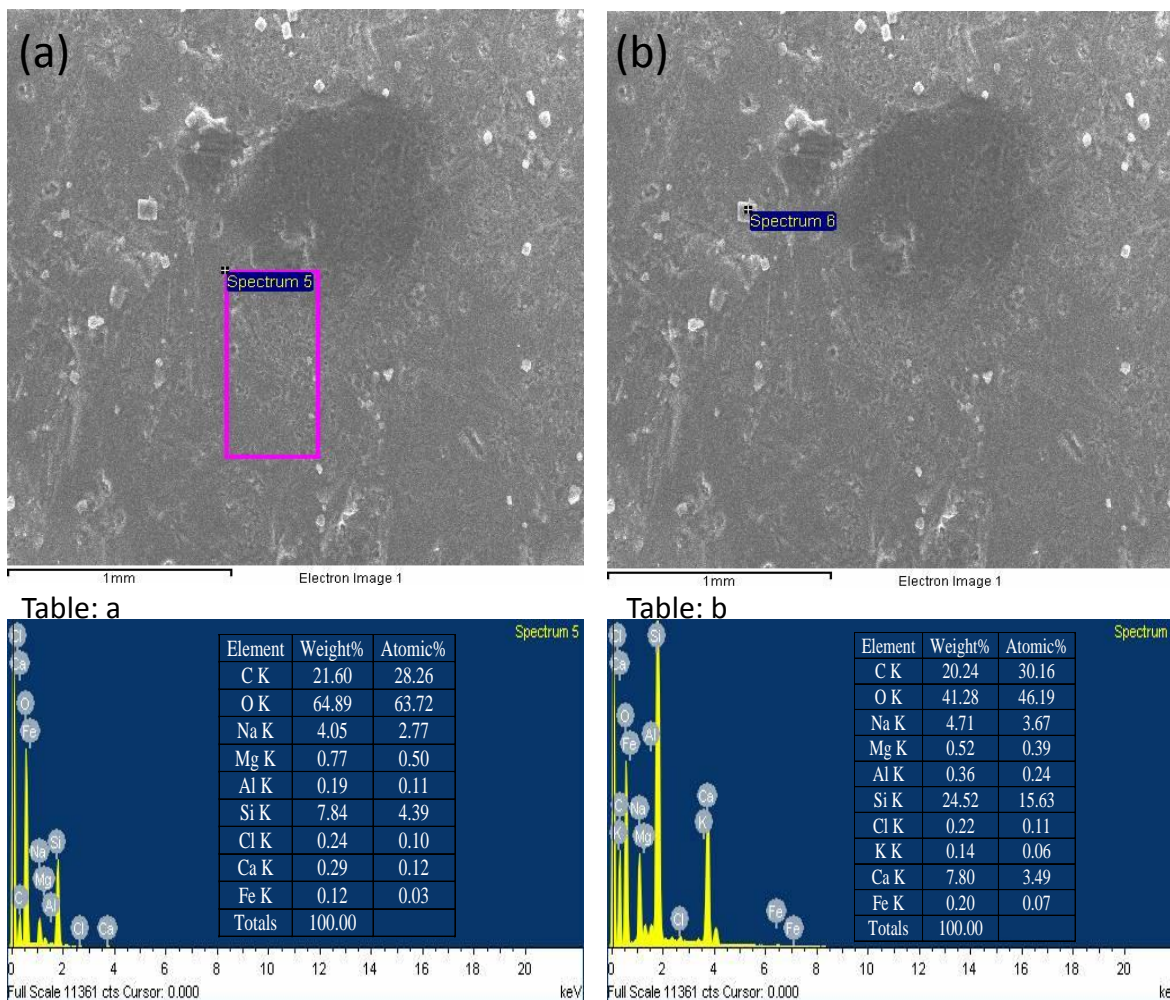 (a)
Spectrum 5
1mm
Electron Image 1
(b)
Spectrum 6
1mm
Electron Image 1
Table: a
Spectrum 5
Cl
Ca
O
Fe
Na
Si
Mg
C
Al
Cl
Ca
Element Weight% Atomic%
C K 21.60 28.26
O K 64.89 63.72
Na K 4.05 2.77
Mg K 0.77 0.50
Al K 0.19 0.11
Si K 7.84 4.39
Cl K 0.24 0.10
Ca K 0.29 0.12
Fe K 0.12 0.03
Totals 100.00
0 2 4 6 8 10 12 14 16 18 20
Full Scale 11361 cts Cursor: 0.000 keV
Table: b
Spectrum
Cl
Si
Ca
O
Al
Fe
Ca
C
Na
K
K
Mg
Cl
Fe
Fe
Element Weight% Atomic%
C K 20.24 30.16
O K 41.28 46.19
Na K 4.71 3.67
Mg K 0.52 0.39
Al K 0.36 0.24
Si K 24.52 15.63
Cl K 0.22 0.11
K K 0.14 0.06
Ca K 7.80 3.49
Fe K 0.20 0.07
Totals 100.00
0 2 4 6 8 10 12 14 16 18 20
Full Scale 11361 cts Cursor: 0.000 ke